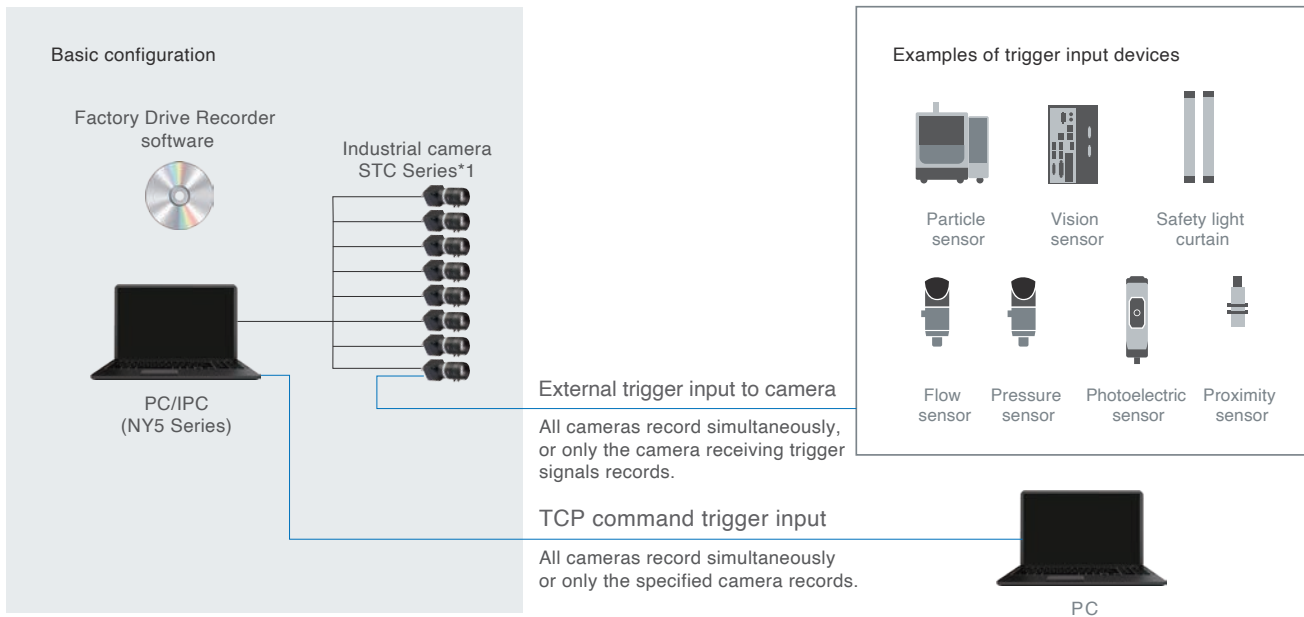 Basic configuration
Factory Drive Recorder
software
Industrial camera
STC Series*1
PC/IPC
(NY5 Series)
External trigger input to camera
All cameras record simultaneously,
or only the camera receiving trigger
signals records.
TCP command trigger input
All cameras record simultaneously
or only the specified camera records.
Examples of trigger input devices
Particle
sensor
Vision
sensor
Safety light
curtain
Flow
sensor
Pressure
sensor
Photoelectric
sensor
Proximity
sensor
PC